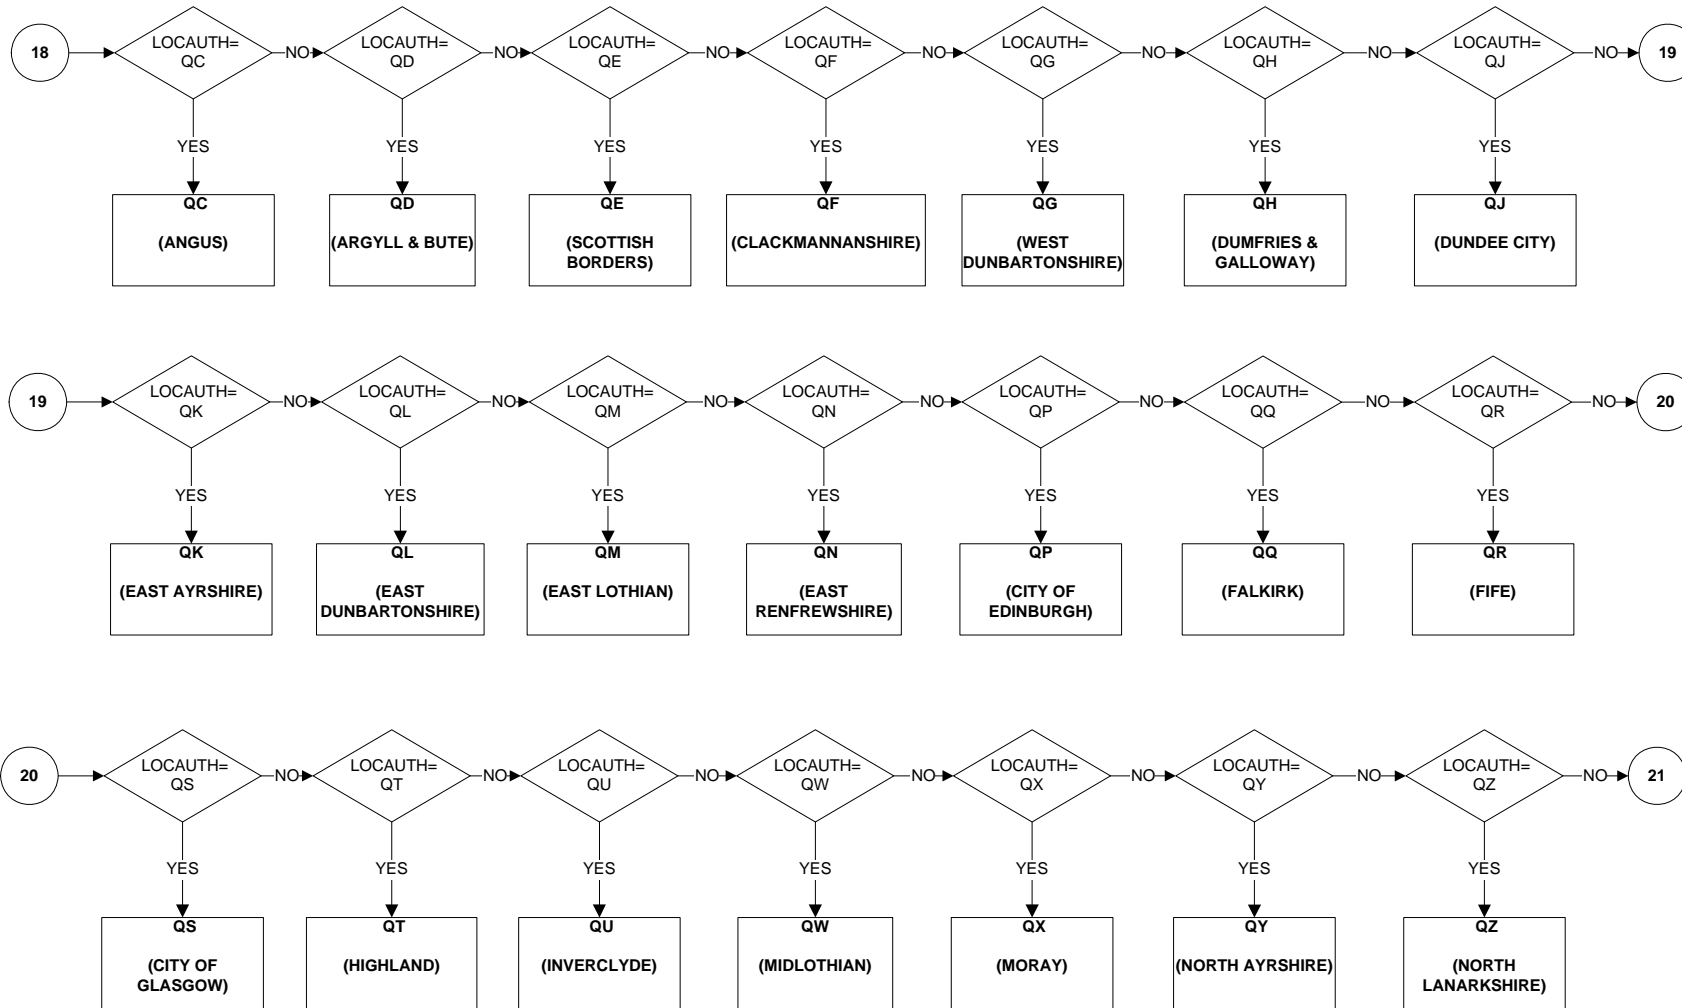 18
LOCAUTH=
QC
NO
LOCAUTH=
QD
NO
LOCAUTH=
QE
NO
LOCAUTH=
QF
NO
LOCAUTH=
QG
NO
LOCAUTH=
QH
NO
LOCAUTH=
QJ
NO
19
YES
YES
YES
YES
YES
YES
YES
QC
(ANGUS)
QD
(ARGYLL & BUTE)
QE
(SCOTTISH
BORDERS)
QF
(CLACKMANNANSHIRE)
QG
(WEST
DUNBARTONSHIRE)
QH
(DUMFRIES &
GALLOWAY)
QJ
(DUNDEE CITY)
19
LOCAUTH=
QK
NO
LOCAUTH=
QL
NO
LOCAUTH=
QM
NO
LOCAUTH=
QN
NO
LOCAUTH=
QP
NO
LOCAUTH=
QQ
NO
LOCAUTH=
QR
NO
20
YES
YES
YES
YES
YES
YES
YES
QK
(EAST AYRSHIRE)
QL
(EAST
DUNBARTONSHIRE)
QM
(EAST LOTHIAN)
QN
(EAST
RENFREWSHIRE)
QP
(CITY OF
EDINBURGH)
QQ
(FALKIRK)
QR
(FIFE)
20
LOCAUTH=
QS
NO
LOCAUTH=
QT
NO
LOCAUTH=
QU
NO
LOCAUTH=
QW
NO
LOCAUTH=
QX
NO
LOCAUTH=
QY
NO
LOCAUTH=
QZ
NO
21
YES
YES
YES
YES
YES
YES
YES
QS
(CITY OF
GLASGOW)
QT
(HIGHLAND)
QU
(INVERCLYDE)
QW
(MIDLOTHIAN)
QX
(MORAY)
QY
(NORTH AYRSHIRE)
QZ
(NORTH
LANARKSHIRE)